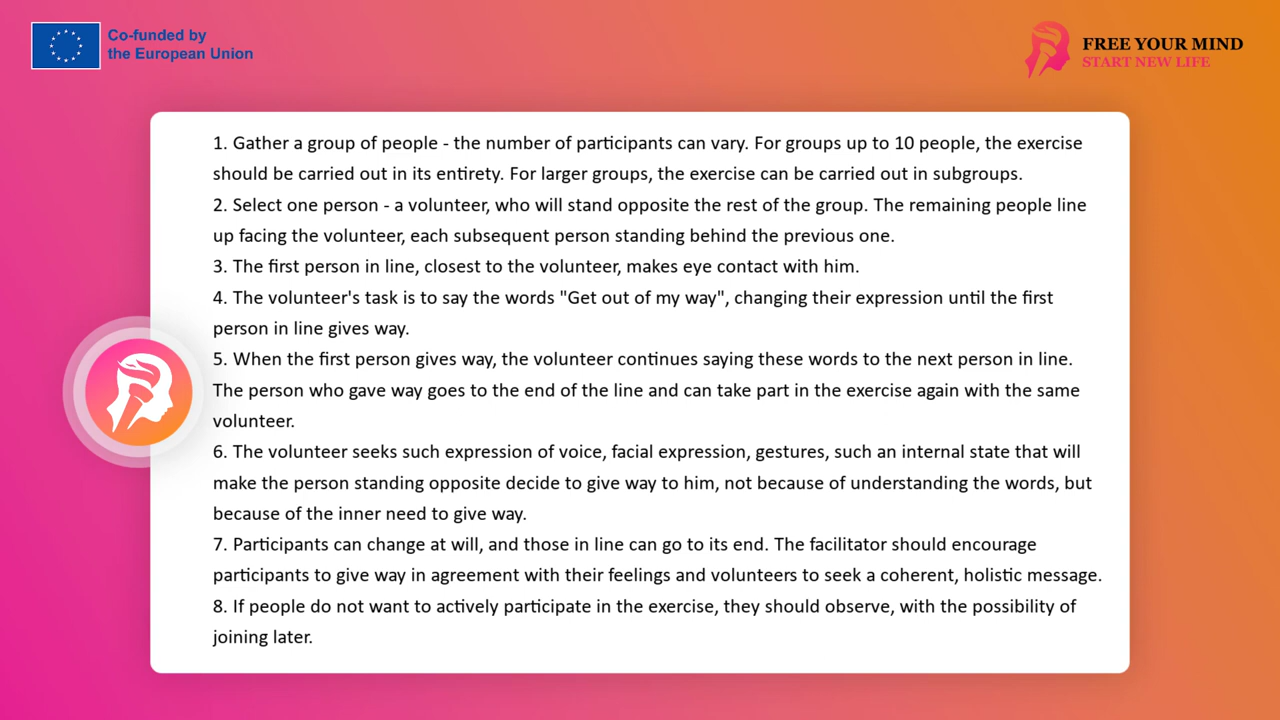 Co-funded by
the European Union
FREE YOUR MIND
START NEW LIFE
1. Gather a group of people - the number of participants can vary. For groups up to 10 people, the exercise
should be carried out in its entirety. For larger groups, the exercise can be carried out in subgroups.
2. Select one person - a volunteer, who will stand opposite the rest of the group. The remaining people line
up facing the volunteer, each subsequent person standing behind the previous one.
3. The first person in line, closest to the volunteer, makes eye contact with him.
4. The volunteer's task is to say the words "Get out of my way", changing their expression until the first
person in line gives way.
5. When the first person gives way, the volunteer continues saying these words to the next person in line.
The person who gave way goes to the end of the line and can take part in the exercise again with the same
volunteer.
6. The volunteer seeks such expression of voice, facial expression, gestures, such an internal state that will
make the person standing opposite decide to give way to him, not because of understanding the words, but
because of the inner need to give way.
7. Participants can change at will, and those in line can go to its end. The facilitator should encourage
participants to give way in agreement with their feelings and volunteers to seek a coherent, holistic message.
8. If people do not want to actively participate in the exercise, they should observe, with the possibility of
joining later.